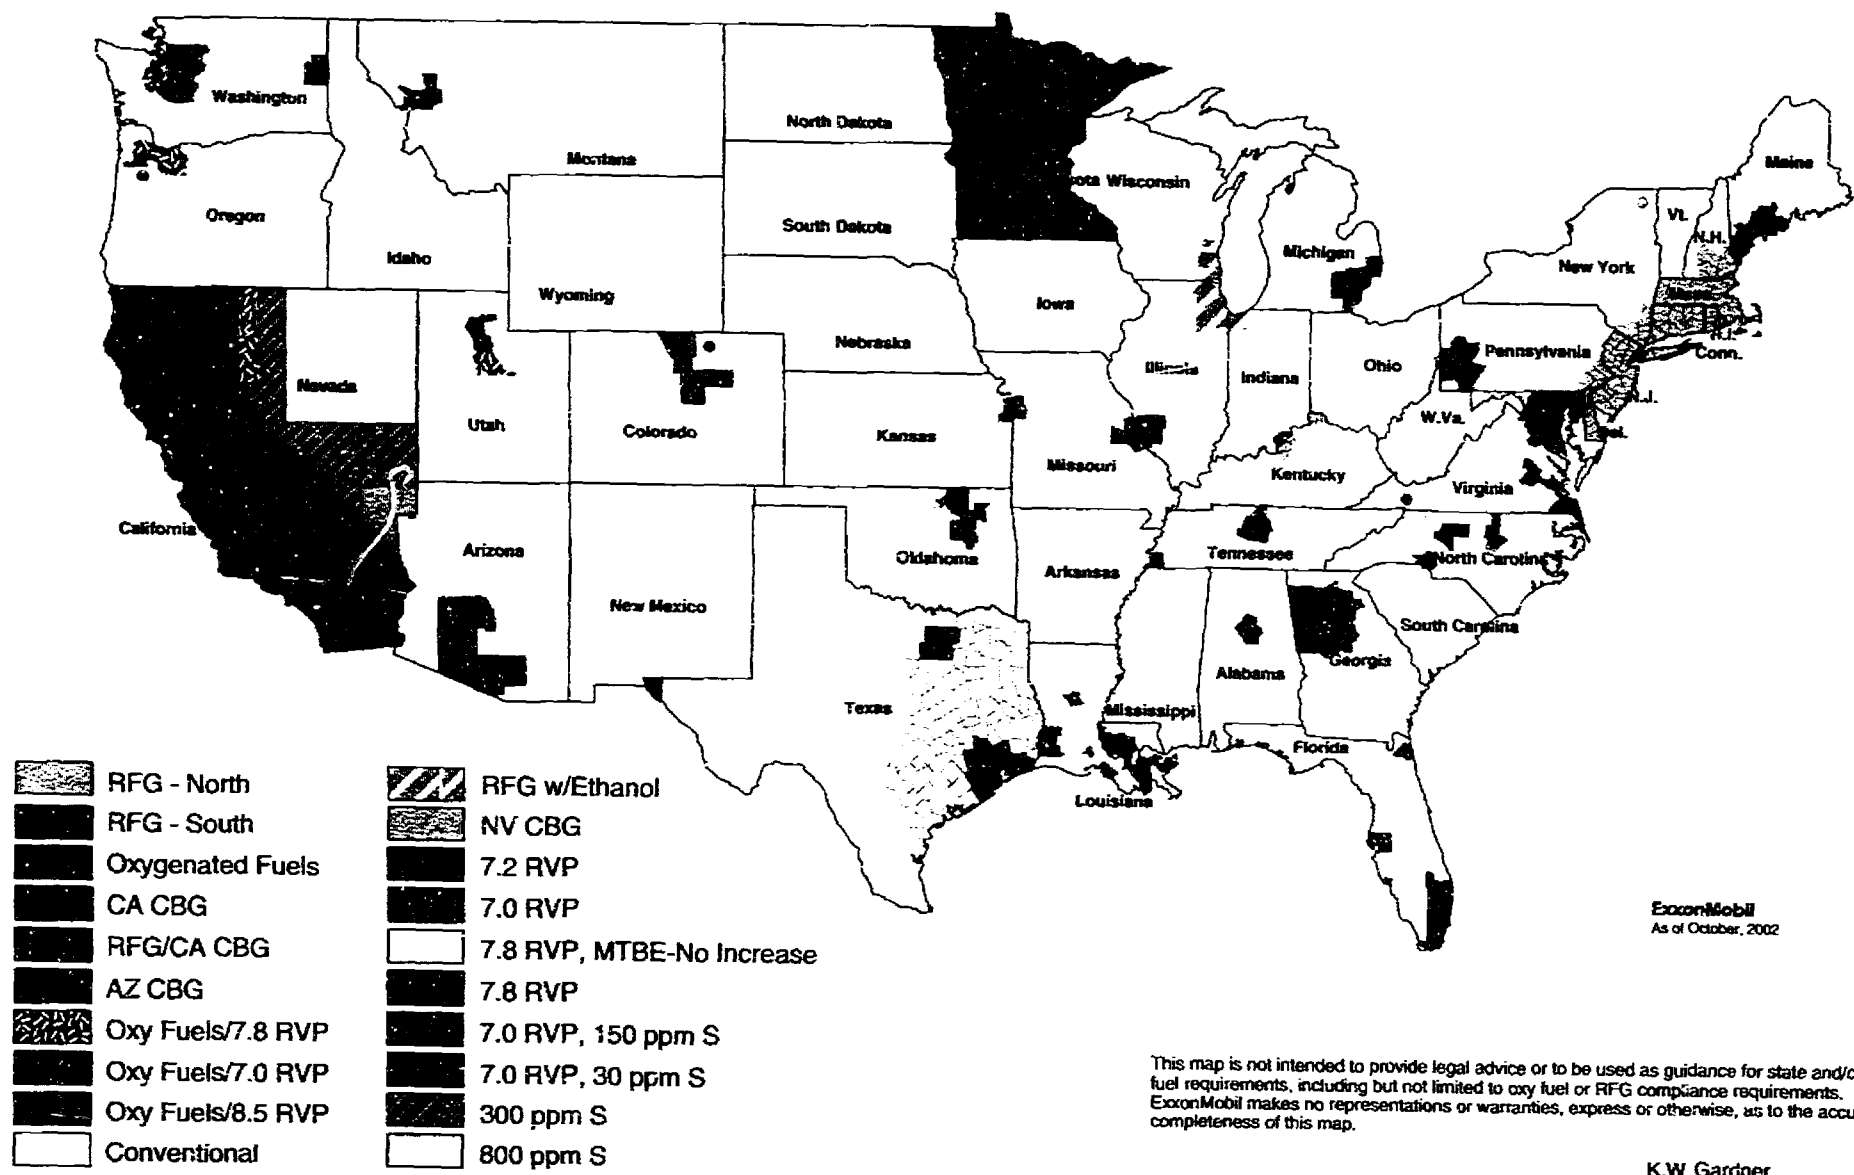 Washington
Montana
North Dakota
Maine
ota Wisconsin
Oregon
South Dakota
Vt.
N.H.
Idaho
Michigan
New York
Wyoming
Iowa
Mass.
Nebraska
Pennsylvania
R.I.
Conn.
Nevada
Illinois
Indiana
Ohio
N.J.
Utah
Colorado
Kansas
W.Va.
Del.
Missouri
Kentucky
Virginia
California
Arizona
Oklahoma
Arkansas
Tennessee
North Carolina
New Mexico
South Carolina
Georgia
Alabama
Texas
Mississippi
Florida
Louisiana
RFG - North
RFG - South
Oxygenated Fuels
CA CBG
RFG/CA CBG
AZ CBG
Oxy Fuels/7.8 RVP
Oxy Fuels/7.0 RVP
Oxy Fuels/8.5 RVP
Conventional
RFG w/Ethanol
NV CBG
7.2 RVP
7.0 RVP
7.8 RVP, MTBE-No Increase
7.8 RVP
7.0 RVP, 150 ppm S
7.0 RVP, 30 ppm S
300 ppm S
800 ppm S
ExxonMobil
As of October, 2002
This map is not intended to provide legal advice or to be used as guidance for state and/o
fuel requirements, including but not limited to oxy fuel or RFG compliance requirements.
ExxonMobil makes no representations or warranties, express or otherwise, as to the accu
completeness of this map.
K.W. Gardner